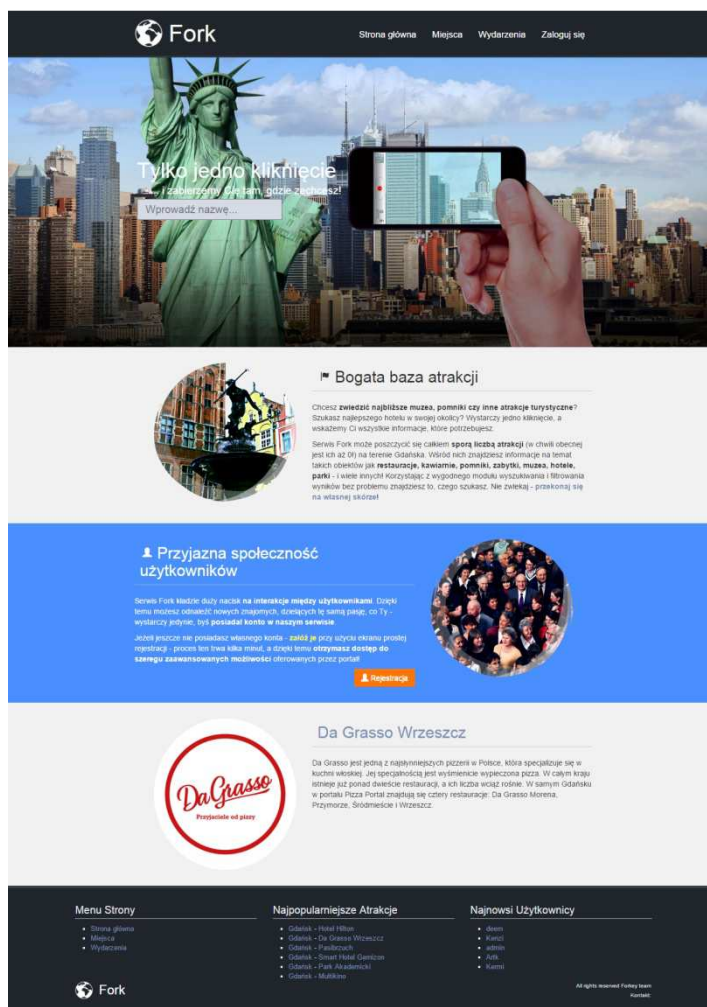 Fork
Strona główna Miejsca Wydarzenia Zaloguj się
Tylko jedno kliknięcie
... i zabierzemy Cię tam, gdzie zechcesz!
Wprowadź nazwę...
Bogata baza atrakcji
Chcesz zwiedzić najbliższe muzea, pomniki czy inne atrakcje turystyczne?
Szukasz najlepszego hotelu w swojej okolicy? Wystarczy jedno kliknięcie, a
wskażemy Ci wszystkie informacje, które potrzebujesz.
Serwis Fork może poszczycić się całkiem sporą liczbą atrakcji (w chwili obecnej
jest ich aż 0!) na terenie Gdańska. Wśród nich znajdziesz informacje na temat
takich obiektów jak restauracje, kawiarnie, pomniki, zabytki, muzea, hotele,
parki - i wiele innych! Korzystając z wygodnego modułu wyszukiwania i filtrowania
wyników bez problemu znajdziesz to, czego szukasz. Nie zwlekaj - przekonaj się
na własnej skórze!
Przyjazna społeczność
użytkowników
Serwis Fork kładzie duży nacisk na interakcje między użytkownikami. Dzięki
temu możesz odnaleźć nowych znajomych, dzielących tę samą pasję, co Ty -
wystarczy jedynie, byś posiadał konto w naszym serwisie.
Jeżeli jeszcze nie posiadasz własnego konta - załóż je przy użyciu ekranu prostej
rejestracji - proces ten trwa kilka minut, a dzięki temu otrzymasz dostęp do
szeregu zaawansowanych możliwości oferowanych przez portal!
Rejestracja
Da Grasso Wrzeszcz
DaGrasso
Przyjaciele od pizzy
Da Grasso jest jedną z najsłynniejszych pizzerii w Polsce, która specjalizuje się w
kuchni włoskiej. Jej specjalnością jest wyśmienicie wypieczona pizza. W całym kraju
istnieje już ponad dwieście restauracji, a ich liczba wciąż rośnie. W samym Gdańsku
w portalu Pizza Portal znajdują się cztery restauracje: Da Grasso Morena,
Przymorze, Śródmieście i Wrzeszcz.
Menu Strony
Strona główna
Miejsca
Wydarzenia
Najpopularniejsze Atrakcje
Gdańsk - Hotel Hilton
Gdańsk - Da Grasso Wrzeszcz
Gdańsk - Pasibrzuch
Gdańsk - Smart Hotel Garnizon
Gdańsk - Park Akademicki
Gdańsk - Multikino
Najnowsi Użytkownicy
deem
Kenzi
admin
Artk
Kermi
Fork
All rights reserved Forkey team
Kontakt